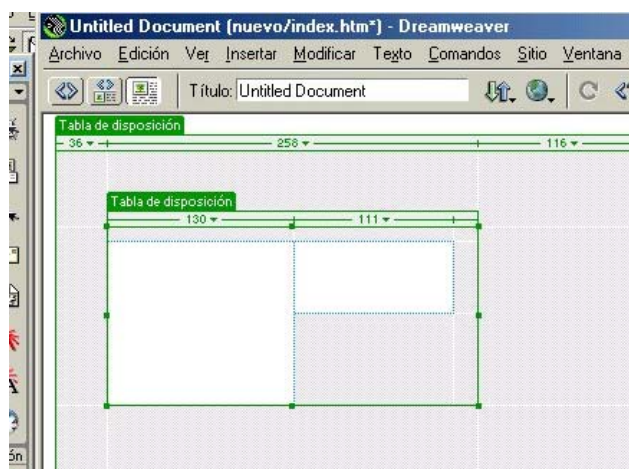 Untitled Document (nuevo/index.htm*) - Dreamweaver
Archivo Edición Ver Insertar Modificar Texto Comandos Sitio Ventana
Título: Untitled Document
Tabla de disposición
36 258 116
Tabla de disposición
130 111
ón